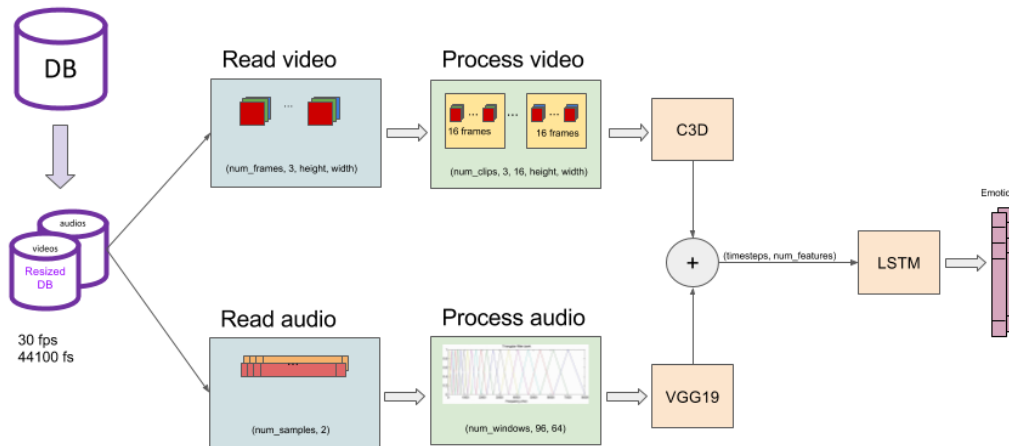 DB
audios
videos
Resized
DB
30 fps
44100 fs
Read video
...
(num_frames, 3, height, width)
Process video
... ... ...
16 frames
16 frames
(num_clips, 3, 16, height, width)
C3D
+
(timesteps, num_features)
LSTM
Emotio
Read audio
...
(num_samples, 2)
Process audio
(num_windows, 96, 64)
VGG19